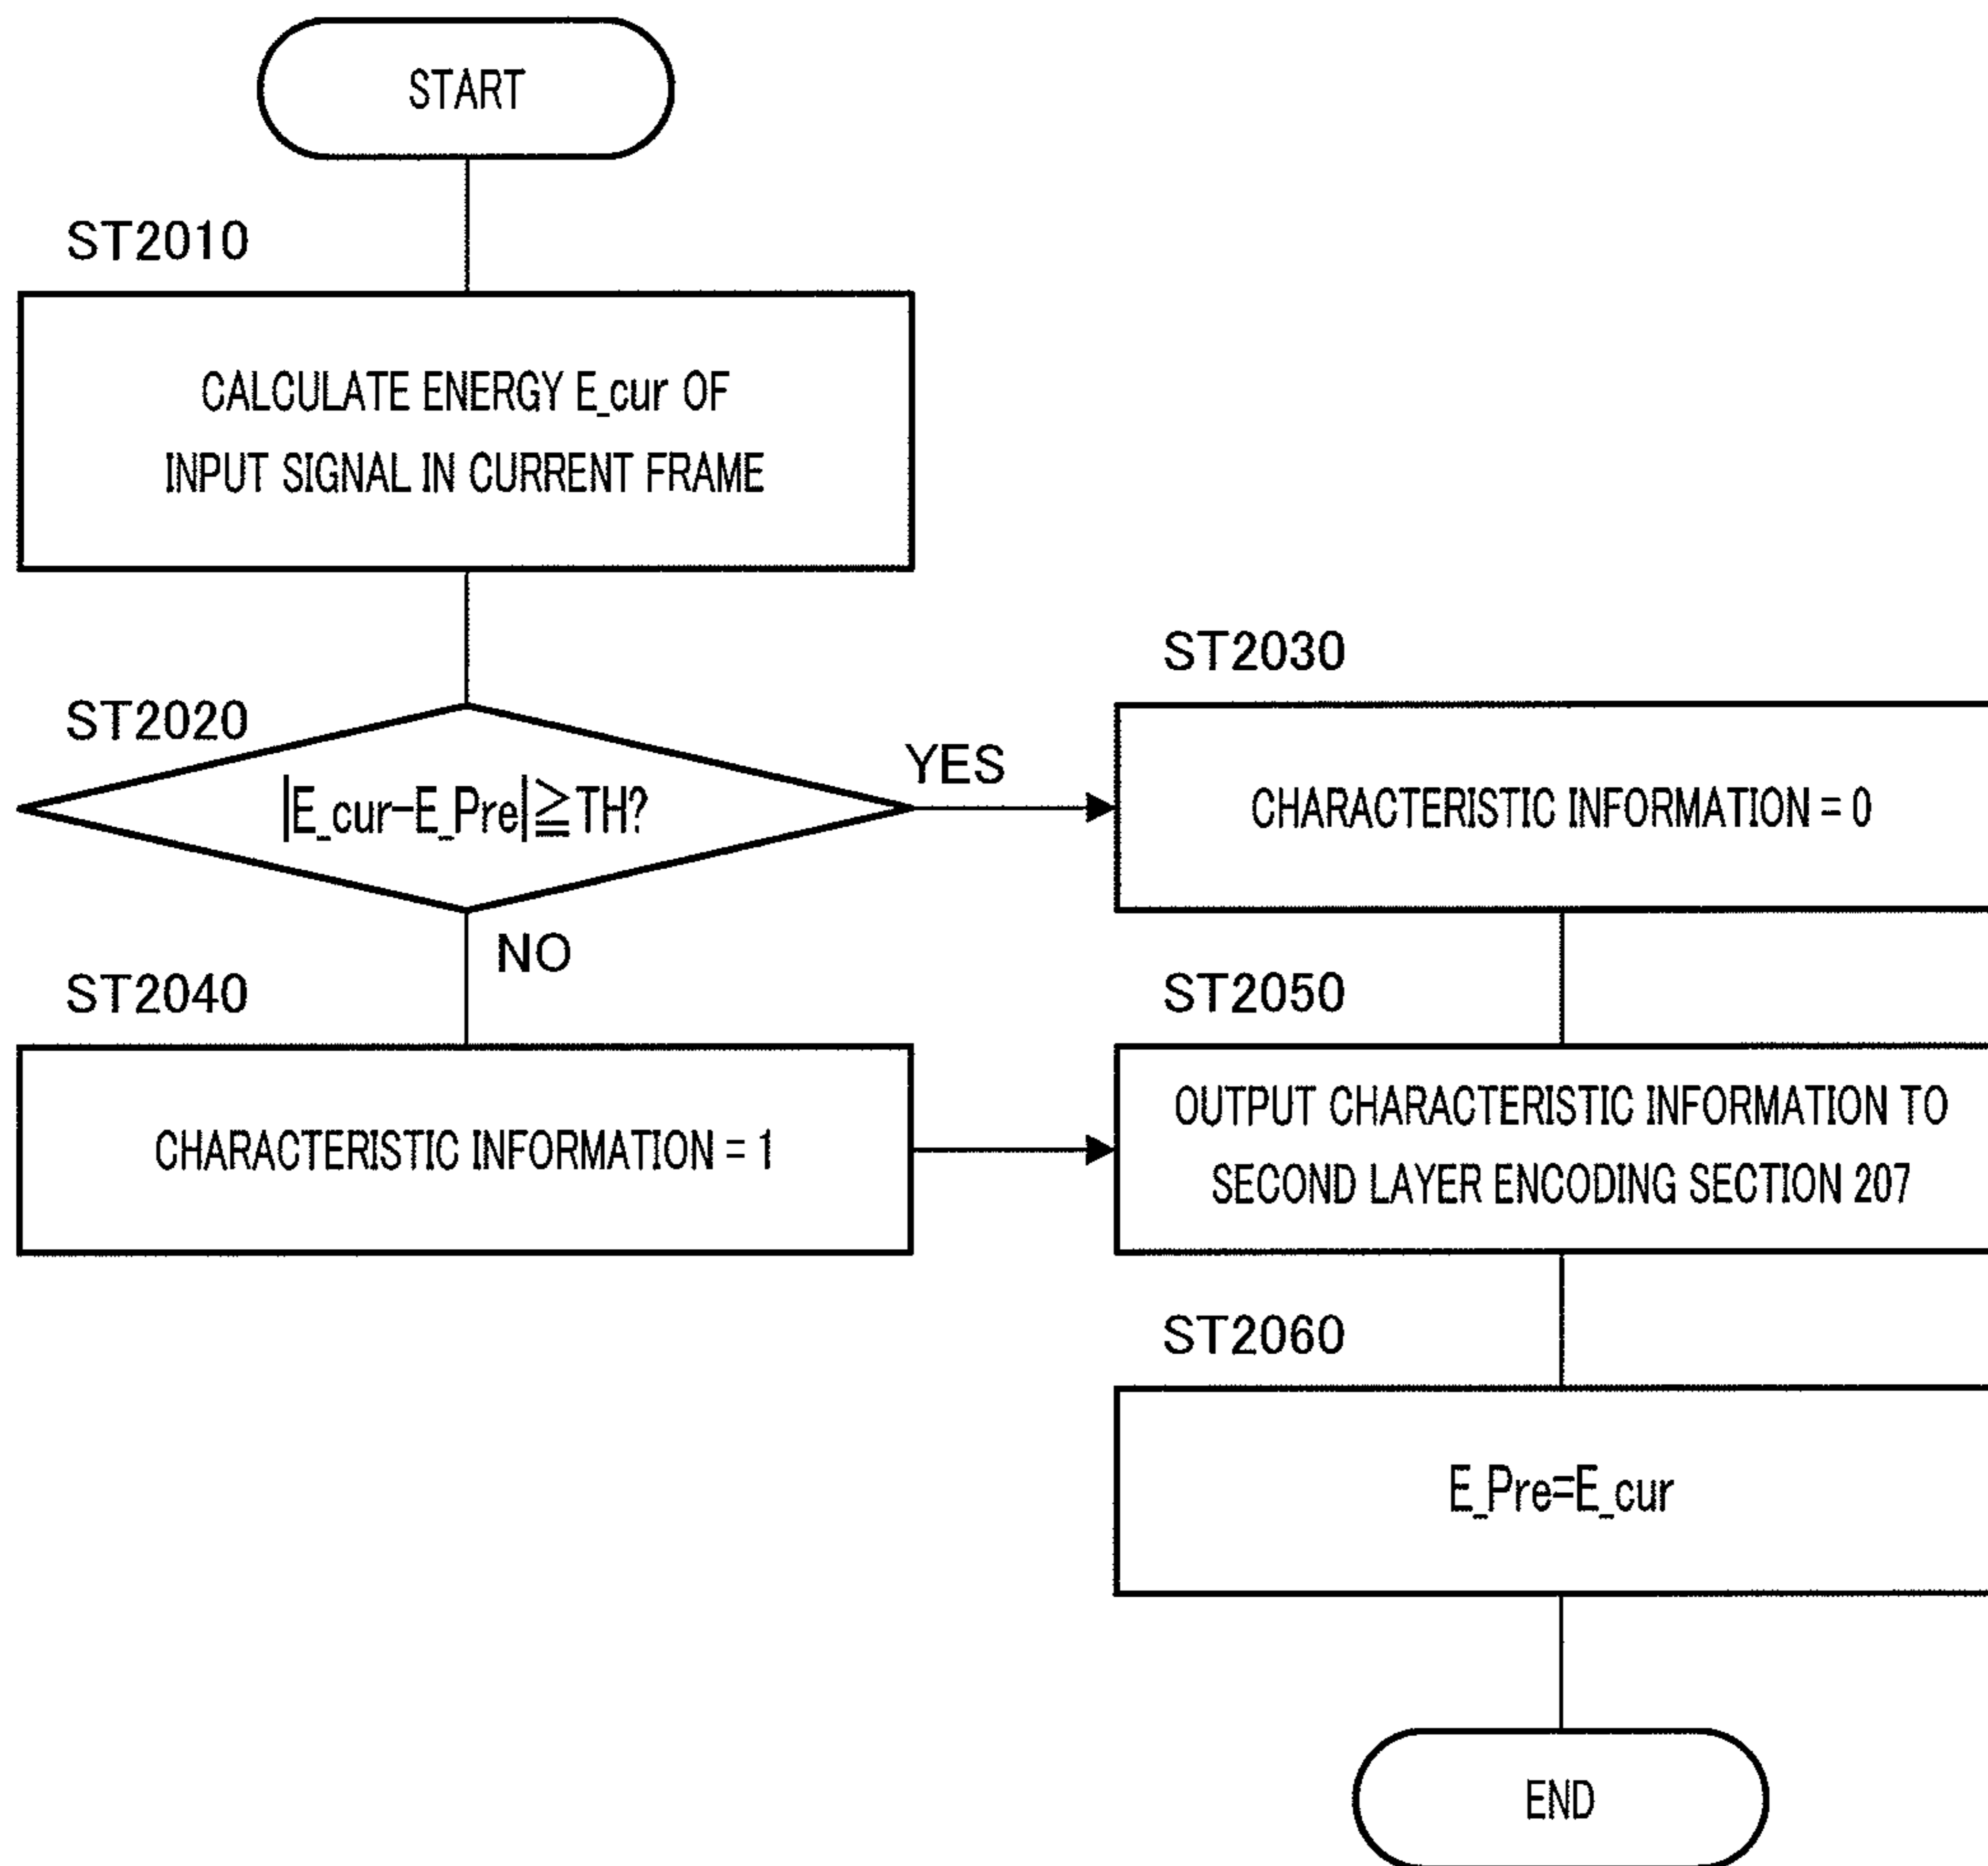 START
ST2010
CALCULATE ENERGY E_cur OF
INPUT SIGNAL IN CURRENT FRAME
ST2020
|E_cur-E_Pre|≧TH?
YES
NO
ST2030
CHARACTERISTIC INFORMATION = 0
ST2040
CHARACTERISTIC INFORMATION = 1
ST2050
OUTPUT CHARACTERISTIC INFORMATION TO
SECOND LAYER ENCODING SECTION 207
ST2060
E_Pre=E_cur
END